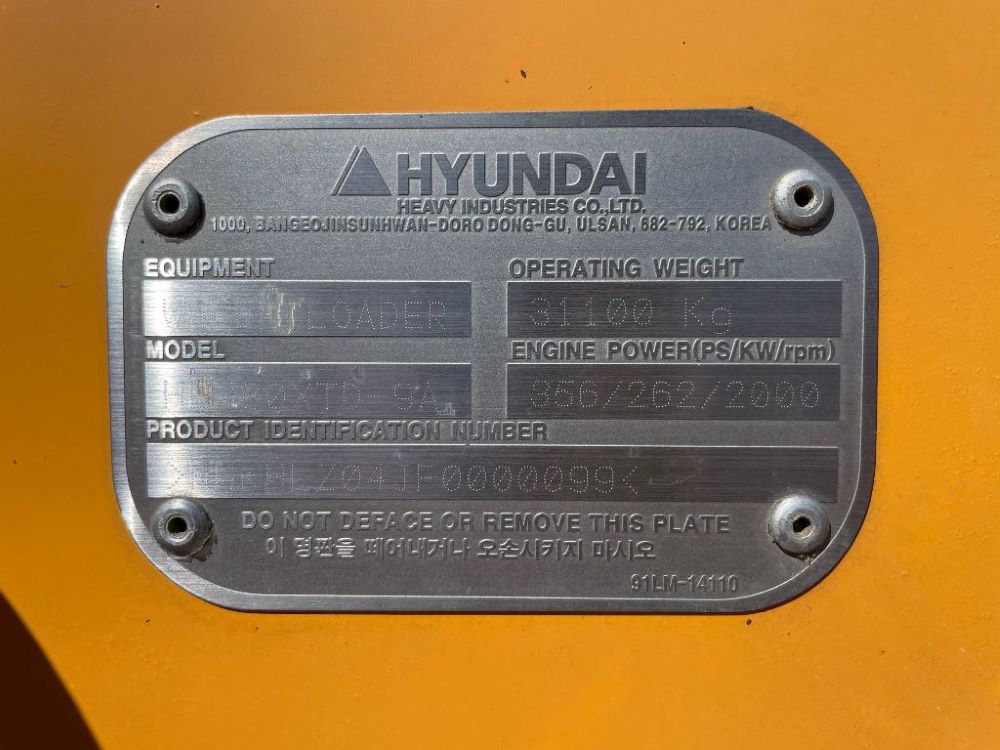 HYUNDAI
HEAVY INDUSTRIES CO.,LTD.
1000, BANGEOJINSUNHWAN-DORO DONG-GU, ULSAN, 682-792, KOREA
EQUIPMENT
LOADER
OPERATING WEIGHT
31100 Kg
MODEL
ENGINE POWER(PS/KW/rpm)
356/262/2000
PRODUCT IDENTIFICATION NUMBER
DO NOT DEFACE OR REMOVE THIS PLATE
이 명판을 떼어내거나 오손시키지 마시오
91LM-14110